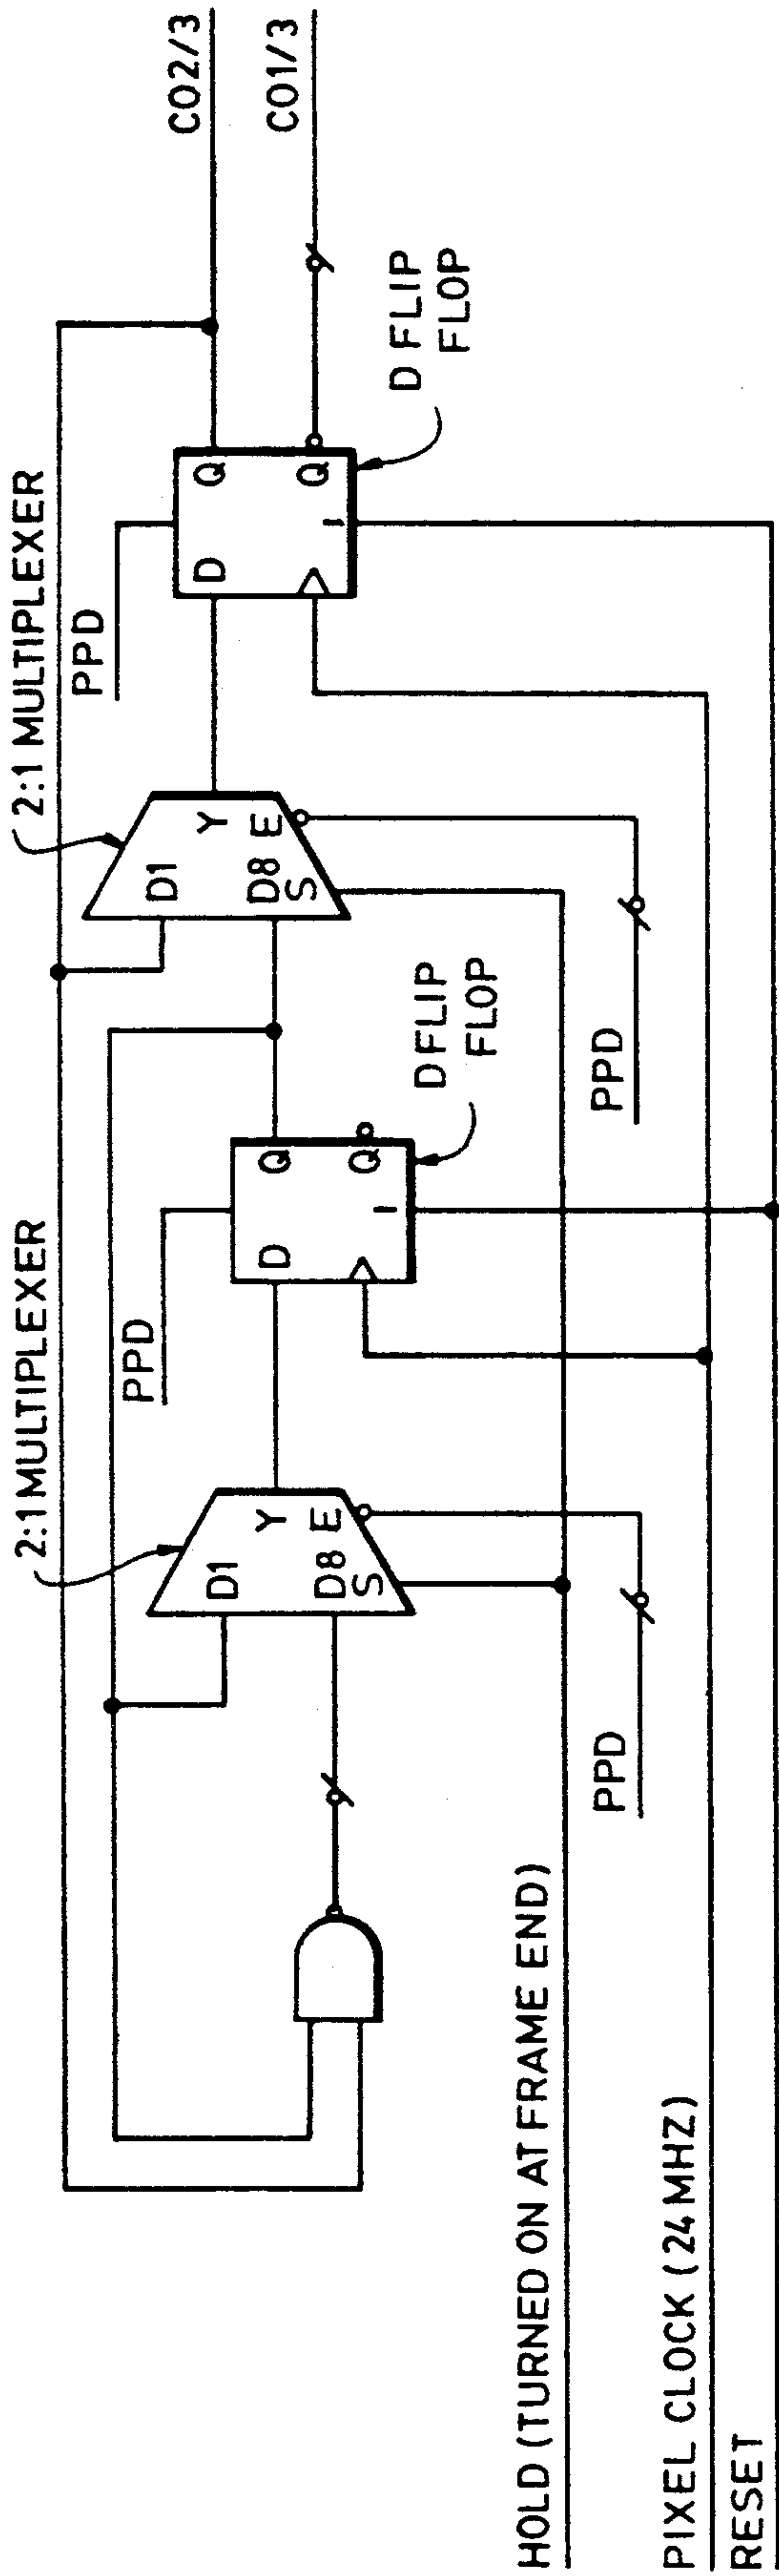 CO2/3
CO1/3
2:1 MULTIPLEXER
PPD
D
Q
Q
I
D FLIP
FLOP
D1
Y
D8
E
S
PPD
2:1 MULTIPLEXER
PPD
D
Q
Q
I
D FLIP
FLOP
D1
Y
D8
E
S
PPD
HOLD (TURNED ON AT FRAME END)
PIXEL CLOCK (24 MHZ)
RESET